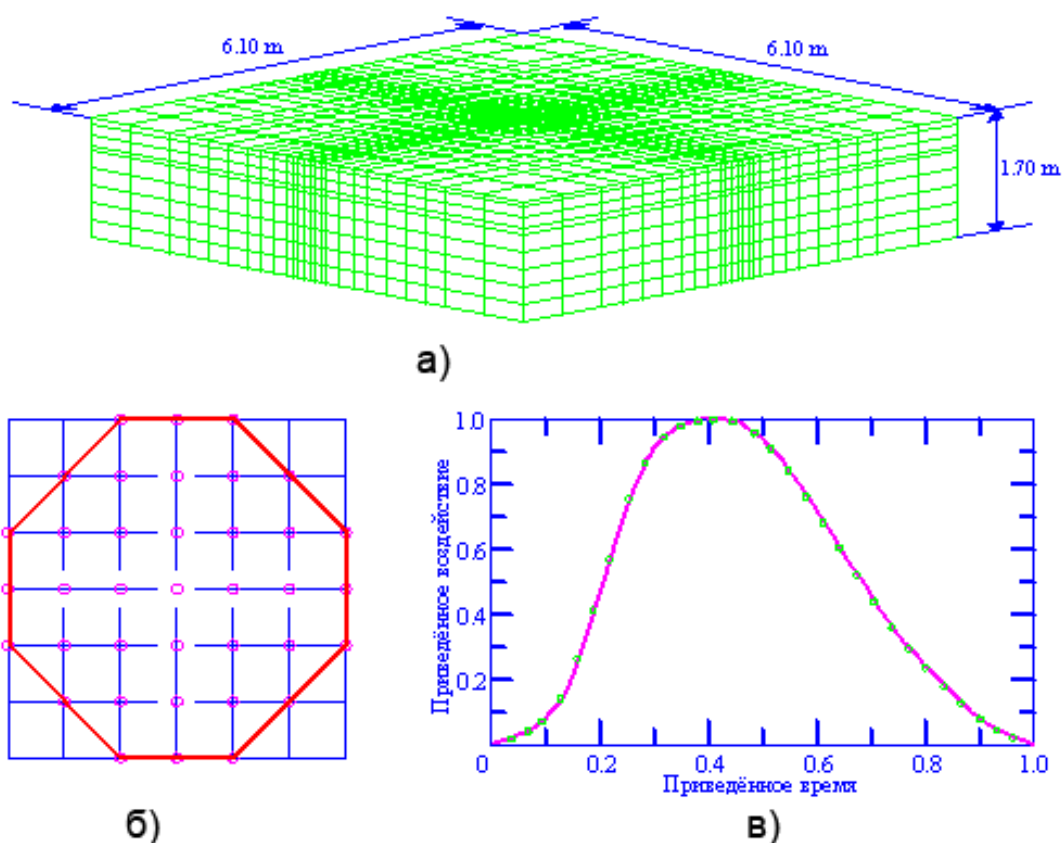 6.10 m
6.10 m
1.70 m
а)
1.0
0.8
0.6
0.4
0.2
Приведённое воздействие
0
0.2
0.4
0.6
0.8
1.0
Приведённое время
б)
в)